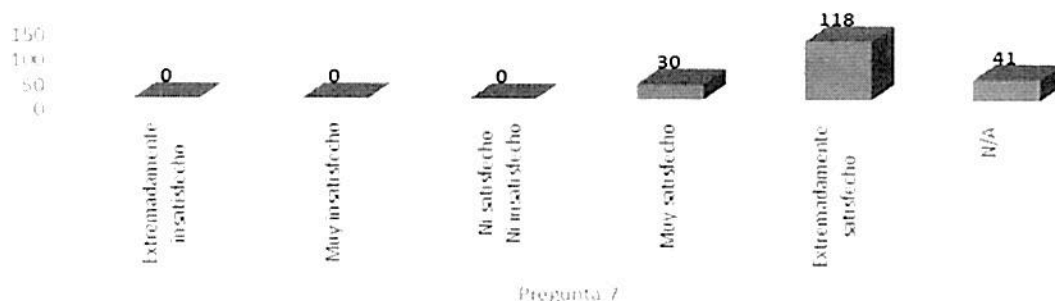 150
100
50
0
0
0
0
30
118
41
Extremadamente
insatisfecho
Muy insatisfecho
Ni satisfecho
Ni insatisfecho
Muy satisfecho
Extremadamente
satisfecho
N/A
Pregunta 7